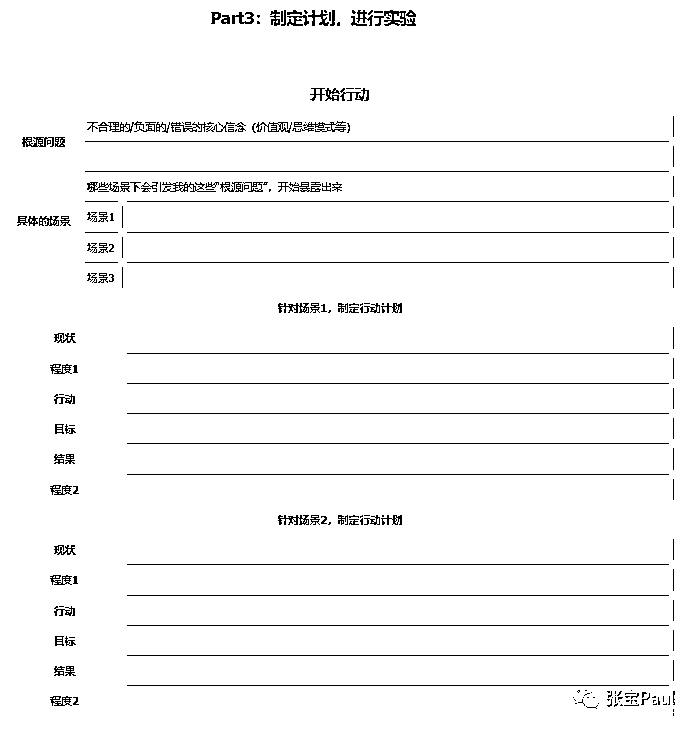 Part3：制定计划，进行实验
开始行动
根源问题
不合理的/负面的/错误的核心信念（价值观/思维模式等）
哪些场景下会引发我的这些“根源问题”，开始暴露出来
具体的场景
场景1
场景2
场景3
针对场景1，制定行动计划
现状
程度1
行动
目标
结果
程度2
针对场景2，制定行动计划
现状
程度1
行动
目标
结果
程度2
张宝Paul